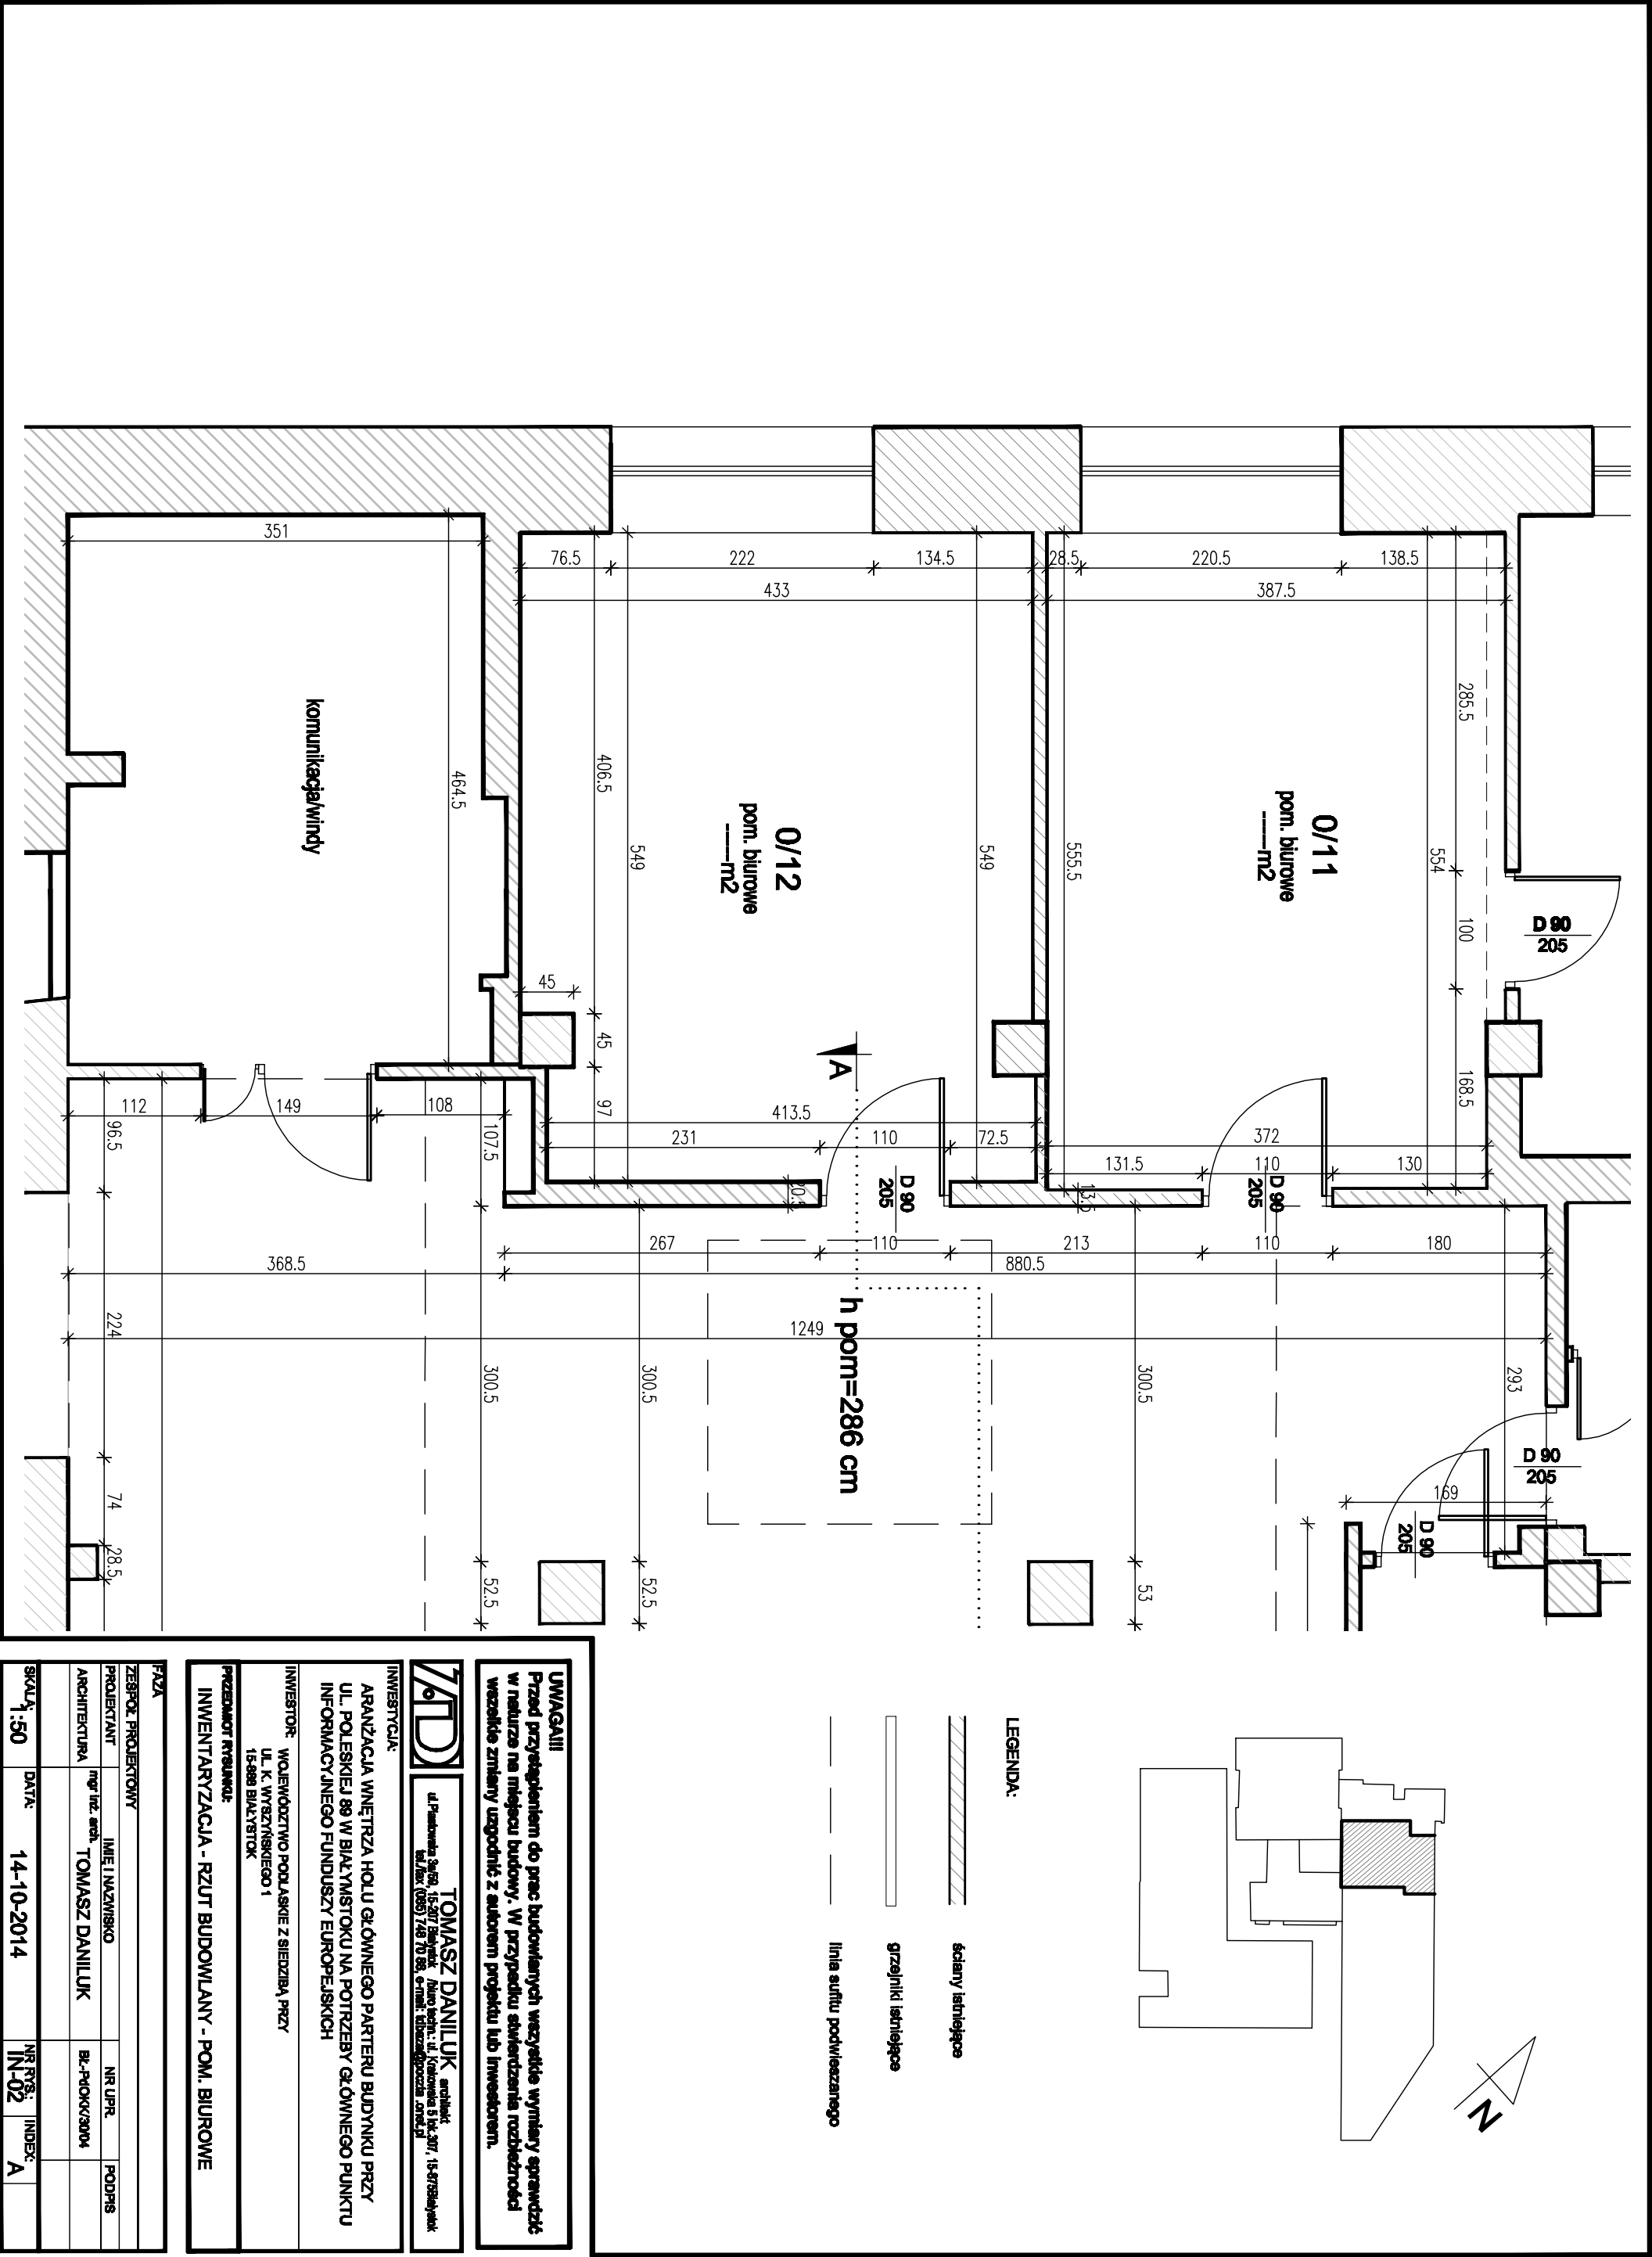 351
76.5
222
134.5
28.5
220.5
138.5
433
387.5
komunikacja/windy
464.5
406.5
549
0/12
pom. biurowe
-----m2
549
555.5
0/11
pom. biurowe
-----m2
554
285.5
100
D 90
205
168.5
45
45
97
A
413.5
231
110
72.5
372
131.5
110
130
20.5
D 90
205
13.5
D 90
205
112
149
108
96.5
107.5
267
110
213
110
180
368.5
880.5
1249
224
300.5
300.5
h pom=286 cm
300.5
293
D 90
205
169
D 90
205
74
28.5
52.5
52.5
53
N
LEGENDA:
ściany istniejące
grzejniki istniejące
linia sufitu podwieszanego
UWAGA!!!
Przed przystąpieniem do prac budowlanych wszystkie wymiary sprawdzić
w naturze na miejscu budowy. W przypadku stwierdzenia rozbieżności
wszelkie zmiany uzgodnić z autorem projektu lub inwestorem.
TOMASZ DANILUK architekt
INWESTYCJA:
ARANŻACJA WNĘTRZA HOLU GŁÓWNEGO PARTERU BUDYNKU PRZY
UL. POLESKIEJ 89 W BIAŁYMSTOKU NA POTRZEBY GŁÓWNEGO PUNKTU
INFORMACYJNEGO FUNDUSZY EUROPEJSKICH
INWESTOR:
WOJEWÓDZTWO PODLASKIE Z SIEDZIBĄ PRZY
UL. K. WYSZYŃSKIEGO 1
15-888 BIAŁYSTOK
PRZEDMIOT RYSUNKU:
INWENTARYZACJA - RZUT BUDOWLANY - POM. BIUROWE
FAZA
ZESPÓŁ PROJEKTOWY
PROJEKTANT
IMIĘ I NAZWISKO
NR UPR.
PODPIS
ARCHITEKTURA
mgr inż. arch. TOMASZ DANILUK
BŁ-PdOKK/30/04
SKALA: 1:50
DATA: 14-10-2014
NR RYS.: IN-02
INDEX: A